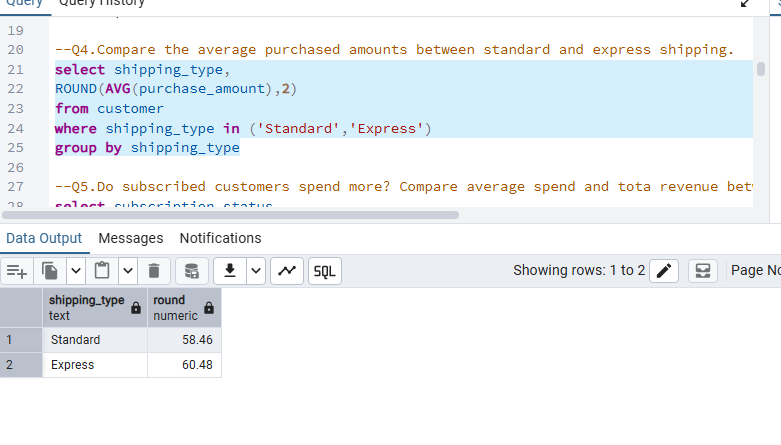 Query Query History
19
20 --Q4.Compare the average purchased amounts between standard and express shipping.
21 select shipping_type,
22 ROUND(AVG(purchase_amount),2)
23 from customer
24 where shipping_type in ('Standard','Express')
25 group by shipping_type
26
27 --Q5.Do subscribed customers spend more? Compare average spend and tota revenue
28 select subscription_status
Data Output Messages Notifications
SQL Showing rows: 1 to 2 Page
shipping_type round
text numeric
1 Standard 58.46
2 Express 60.48